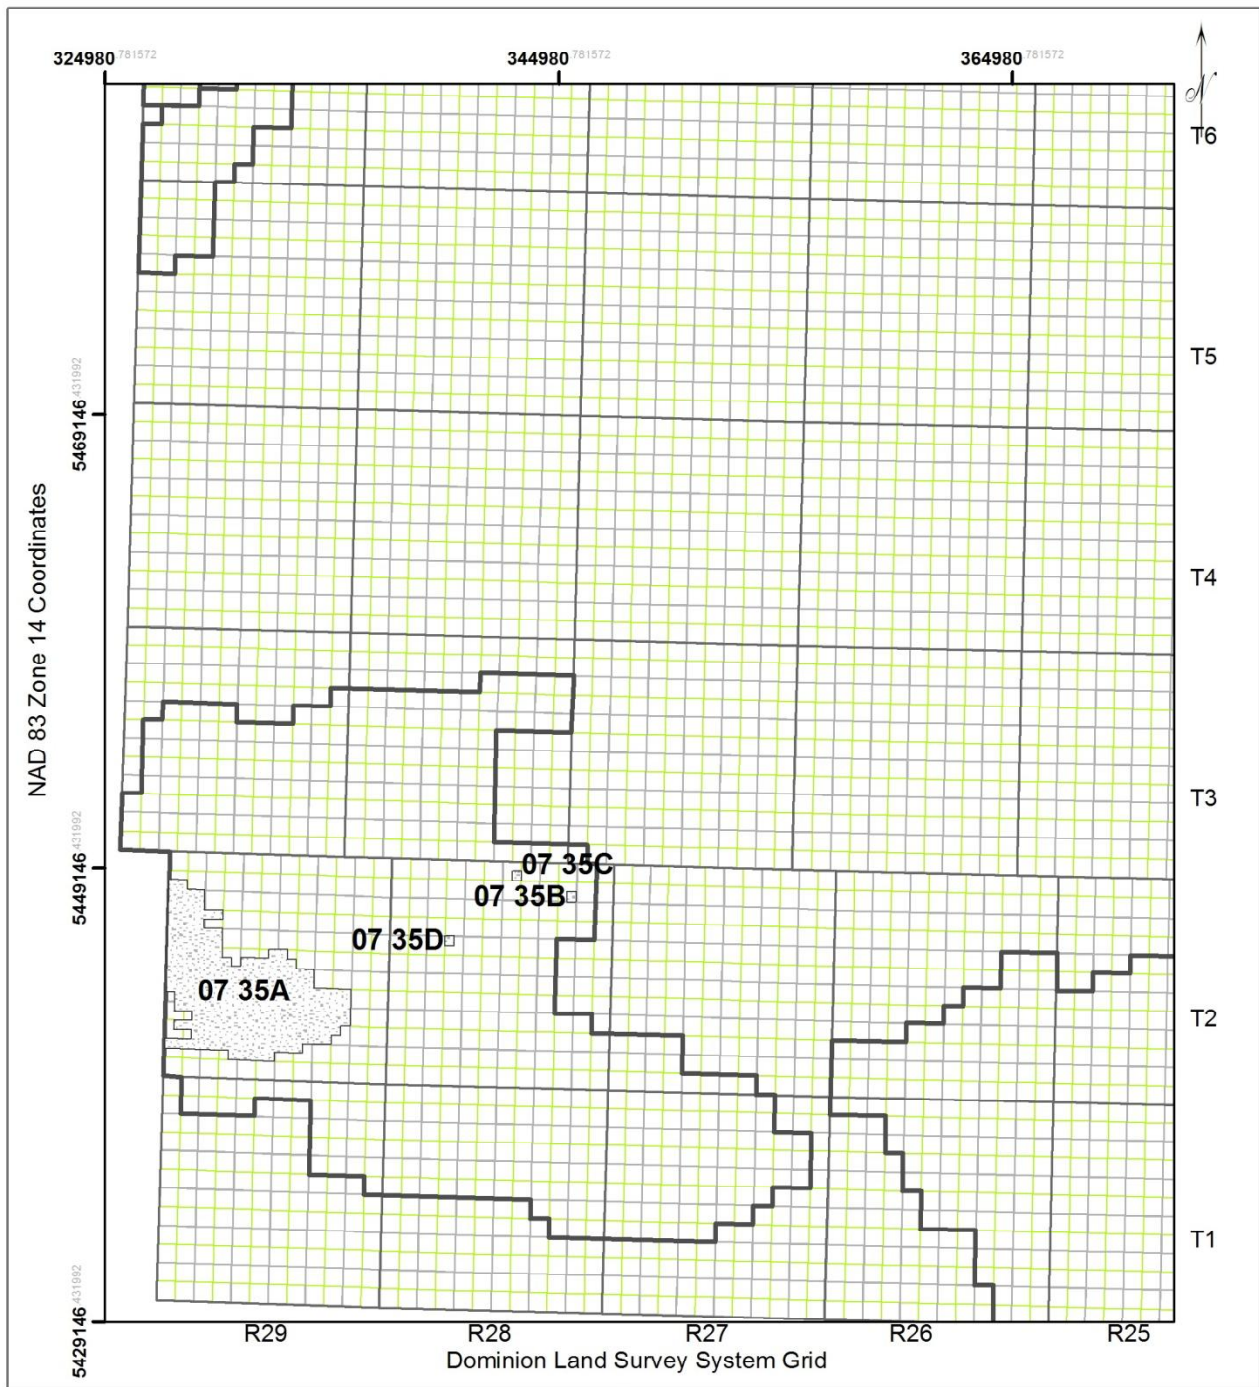 324980.781572
344980.781572
364980.781572
N
T6
T5
5469146.431992
T4
NAD 83 Zone 14 Coordinates
T3
07 35C
5449146.431992
07 35B
07 35D
07 35A
T2
T1
5429146.431992
R29
R28
R27
R26
R25
Dominion Land Survey System Grid